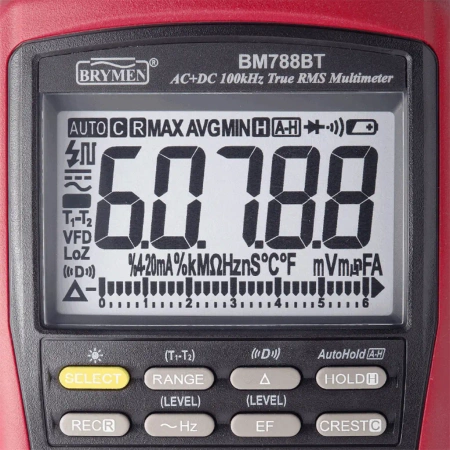 BRYMEN®
BM788BT
AC+DC 100kHz True RMS Multimeter
AUTO C R MAX AVG MIN H A-H
6.0.7.8.8
T1-T2
VFD
LoZ
%4-20mA%kMΩHznS°C°F mVmµFA
((D))
Δ-
0 1 2 3 4 5 6
(T1-T2) ((D)) AutoHold A-H
SELECT RANGE Δ HOLD H
(LEVEL) (LEVEL)
REC R ~Hz EF CREST C